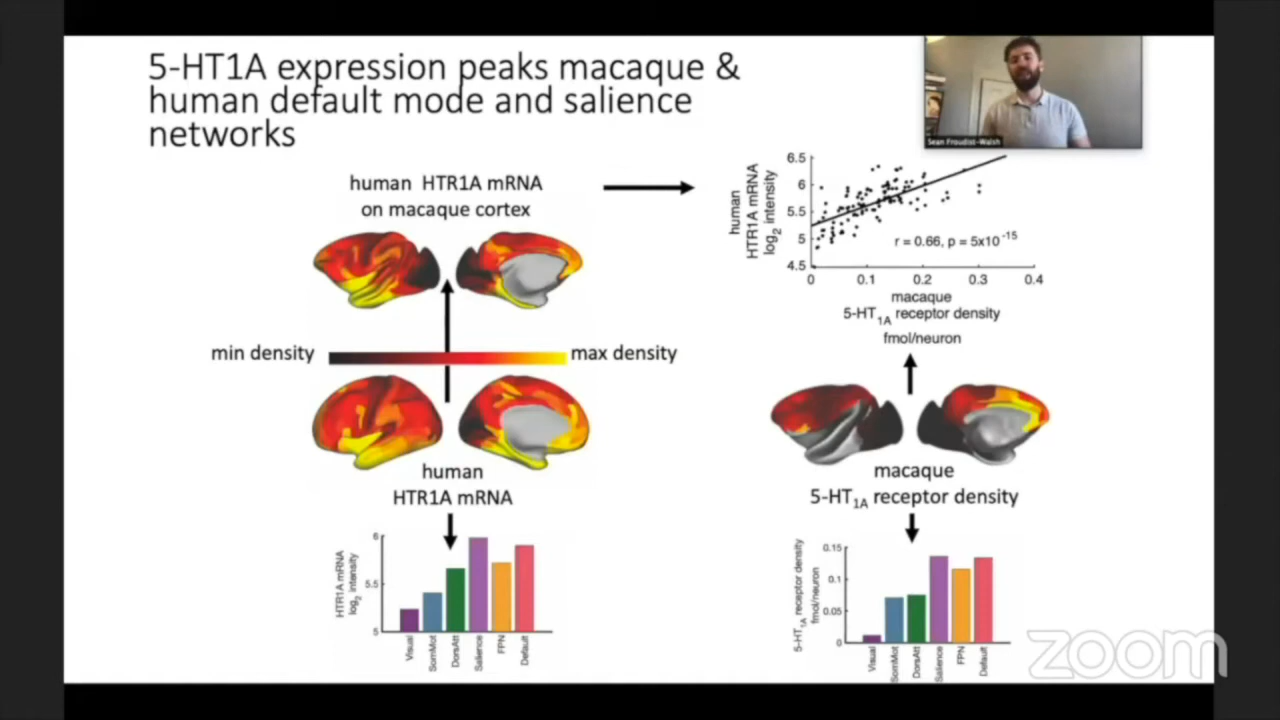 5-HT1A expression peaks macaque &
human default mode and salience
networks
Sean Froudist-Walsh
human HTR1A mRNA
on macaque cortex
min density
max density
human
HTR1A mRNA
HTR1A mRNA
log2 intensity
6
5.5
5
Visual
SomMot
DorsAtt
Salience
FPN
Default
human
HTR1A mRNA
log2 intensity
6.5
6
5.5
5
4.5
r = 0.66, p = 5x10-15
0 0.1 0.2 0.3 0.4
macaque
5-HT1A receptor density
fmol/neuron
macaque
5-HT1A receptor density
5-HT1A receptor density
fmol/neuron
0.15
0.1
0.05
0
Visual
SomMot
DorsAtt
Salience
FPN
Default
zoom